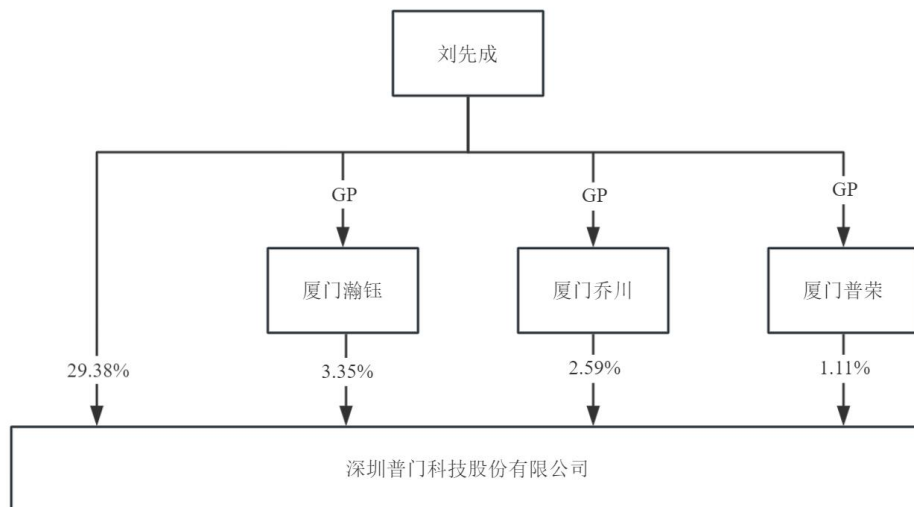 刘先成
GP
GP
GP
厦门瀚钰
厦门乔川
厦门普荣
29.38%
3.35%
2.59%
1.11%
深圳普门科技股份有限公司